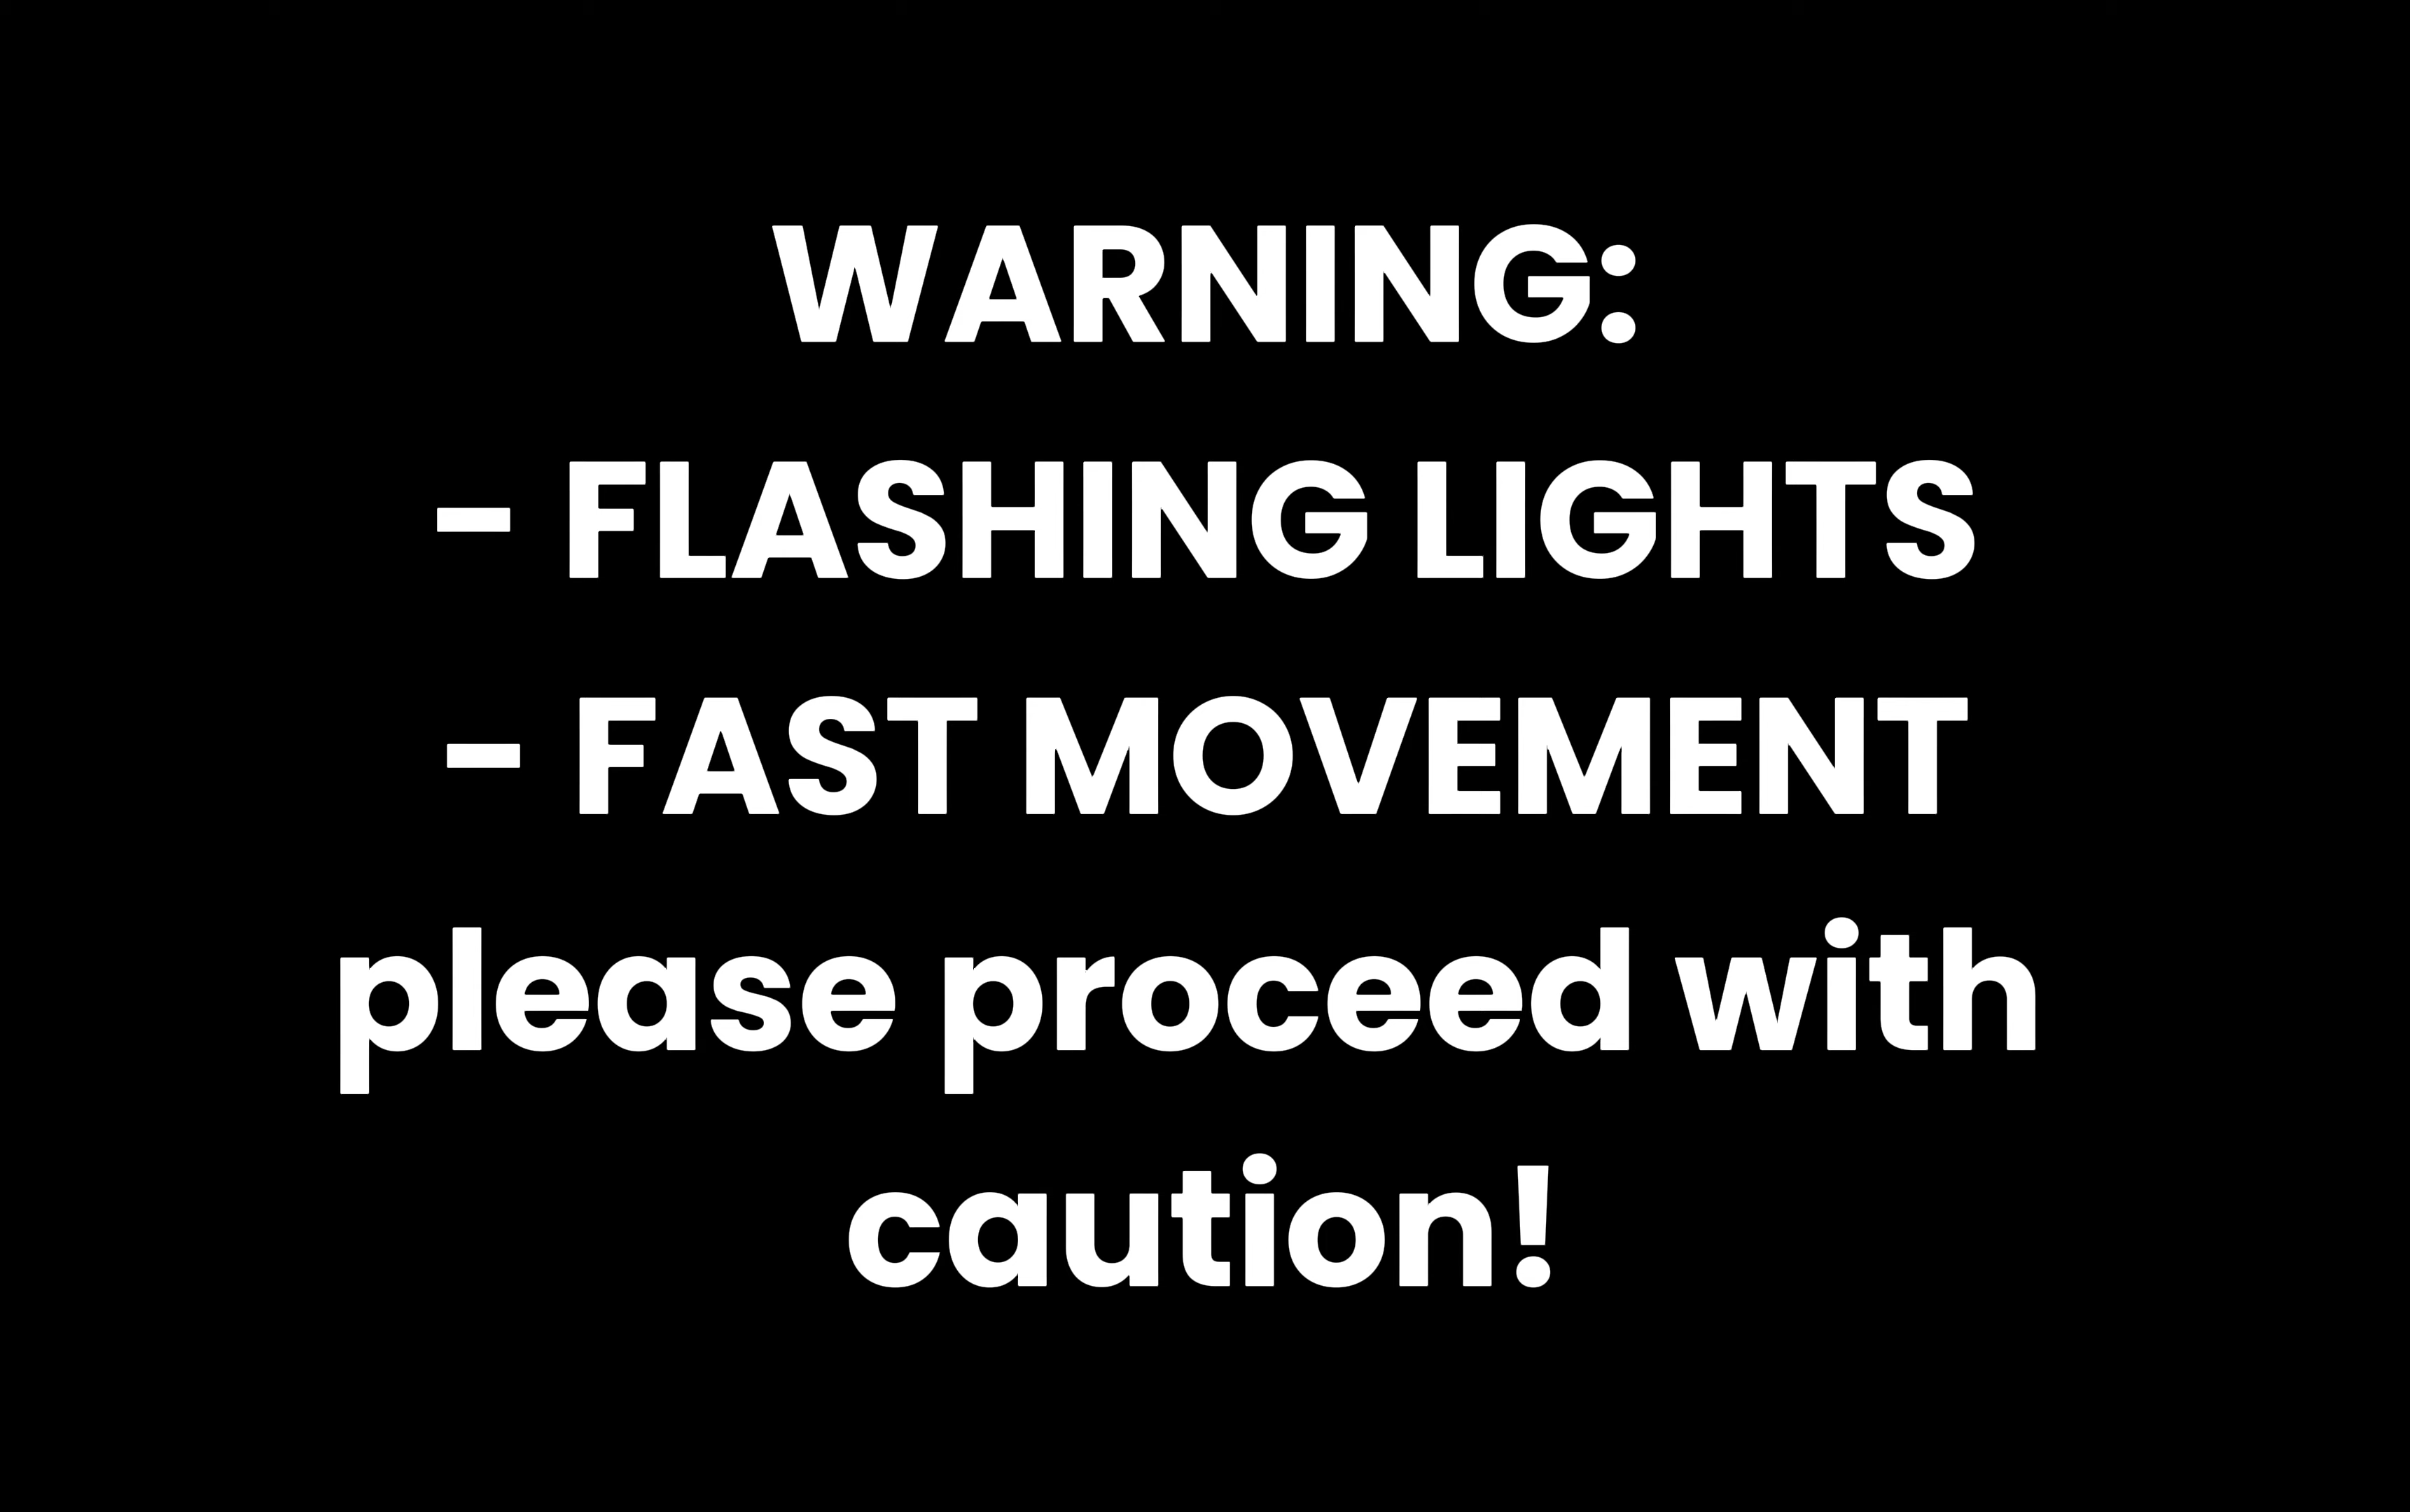 WARNING:
– FLASHING LIGHTS
– FAST MOVEMENT
please proceed with
caution!